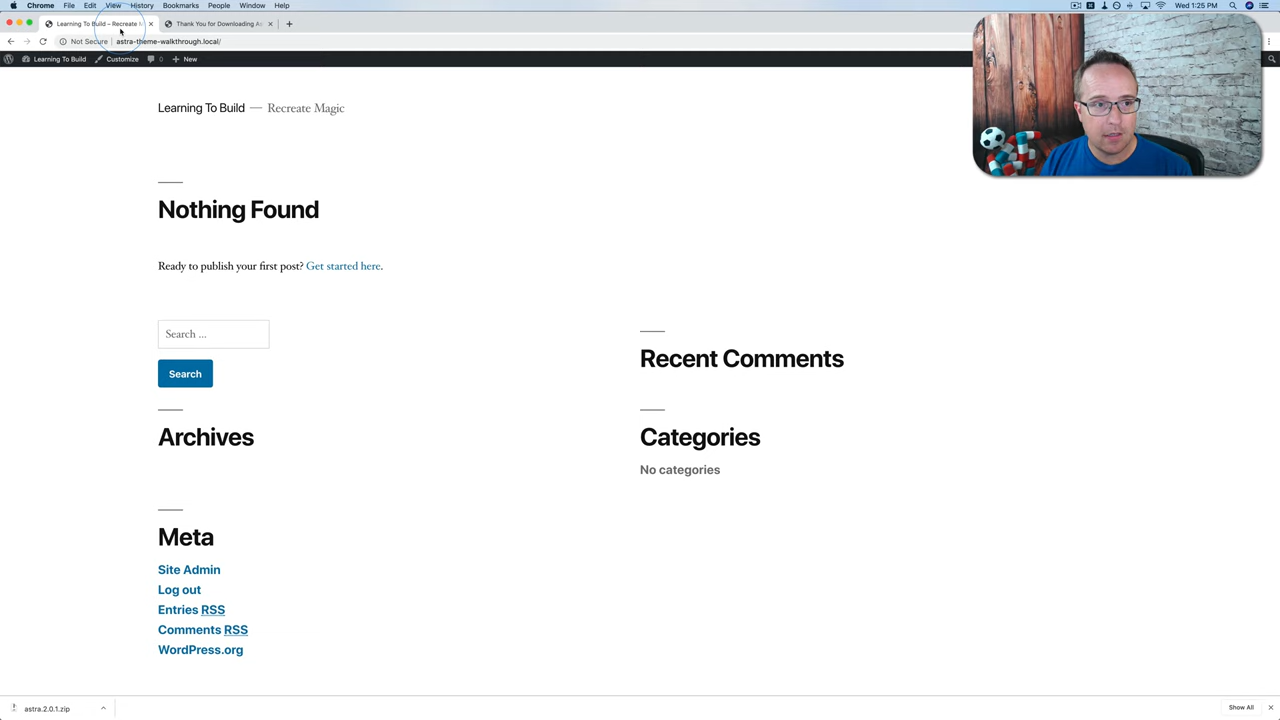 Chrome File Edit View History Bookmarks People Window Help Wed 1:25 PM
Learning To Build – Recreate M Thank You for Downloading As
Not Secure astra-theme-walkthrough.local/
Learning To Build Customize 0 New
Learning To Build — Recreate Magic
Nothing Found
Ready to publish your first post? Get started here.
Search ...
Search
Recent Comments
Archives
Categories
No categories
Meta
Site Admin
Log out
Entries RSS
Comments RSS
WordPress.org
astra.2.0.1.zip Show All